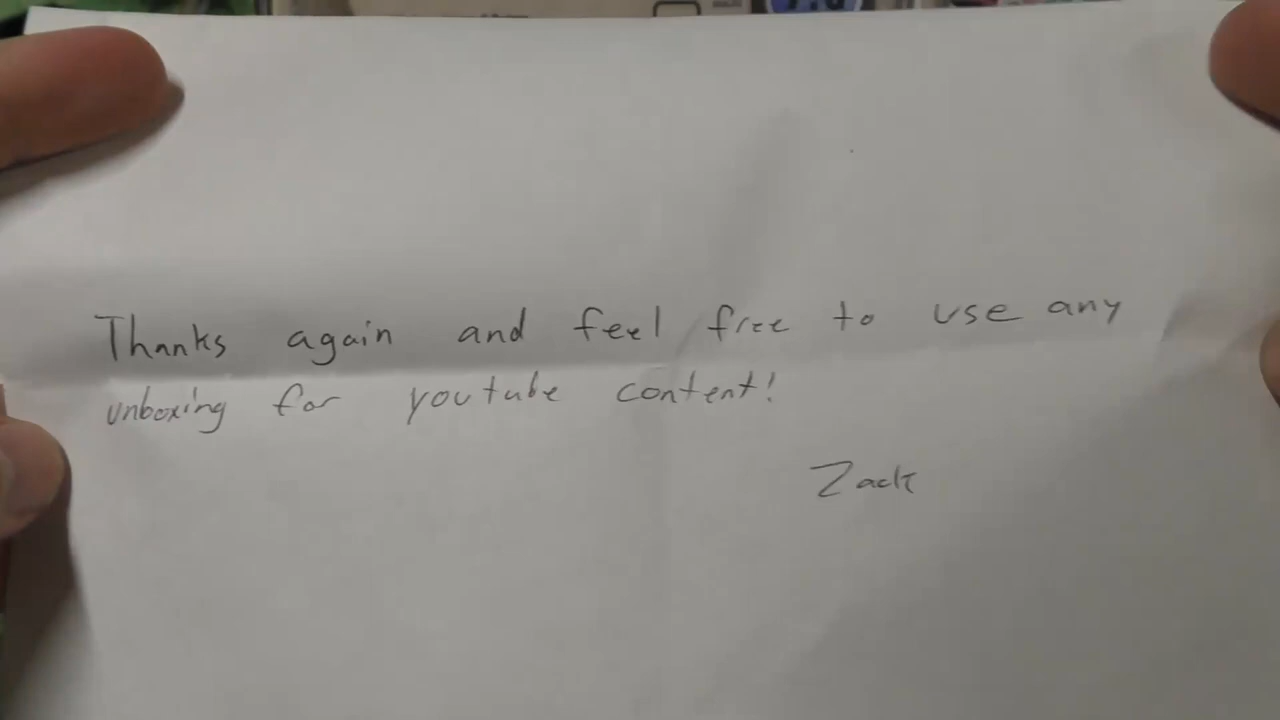 Thanks again and feel free to use any
unboxing for youtube content!
Zack